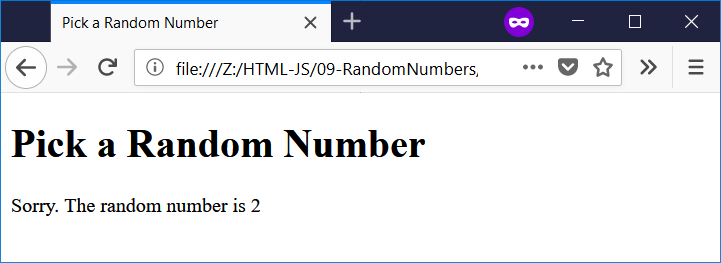 Pick a Random Number
file:///Z:/HTML-JS/09-RandomNumbers,
Pick a Random Number
Sorry. The random number is 2